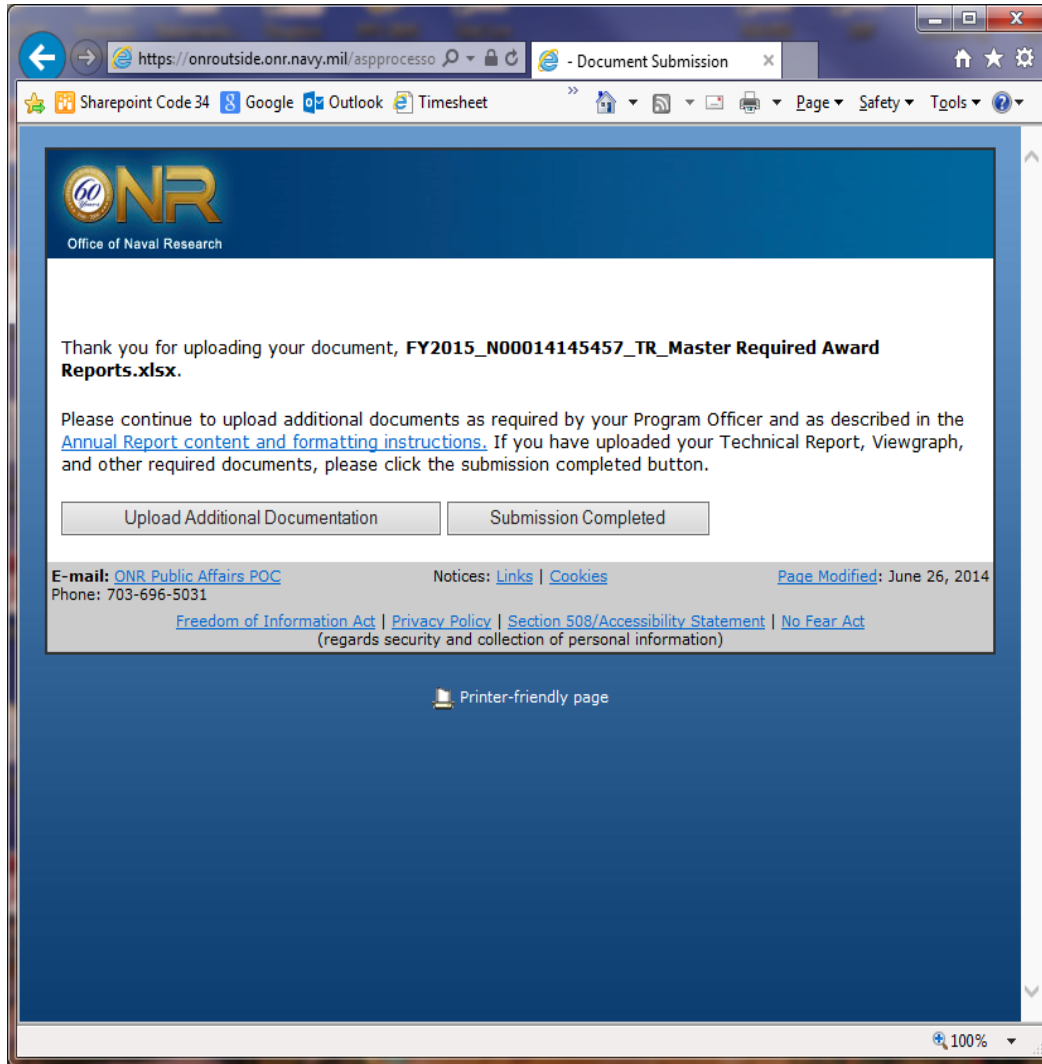 https://onroutside.onr.navy.mil/aspprocesso
- Document Submission
Sharepoint Code 34 Google Outlook Timesheet » Page Safety Tools
60 Years
ONR
Office of Naval Research
Thank you for uploading your document, FY2015_N00014145457_TR_Master Required Award
Reports.xlsx.
Please continue to upload additional documents as required by your Program Officer and as described in the
Annual Report content and formatting instructions. If you have uploaded your Technical Report, Viewgraph,
and other required documents, please click the submission completed button.
Upload Additional Documentation Submission Completed
E-mail: ONR Public Affairs POC Notices: Links | Cookies Page Modified: June 26, 2014
Phone: 703-696-5031
Freedom of Information Act | Privacy Policy | Section 508/Accessibility Statement | No Fear Act
(regards security and collection of personal information)
Printer-friendly page
100%